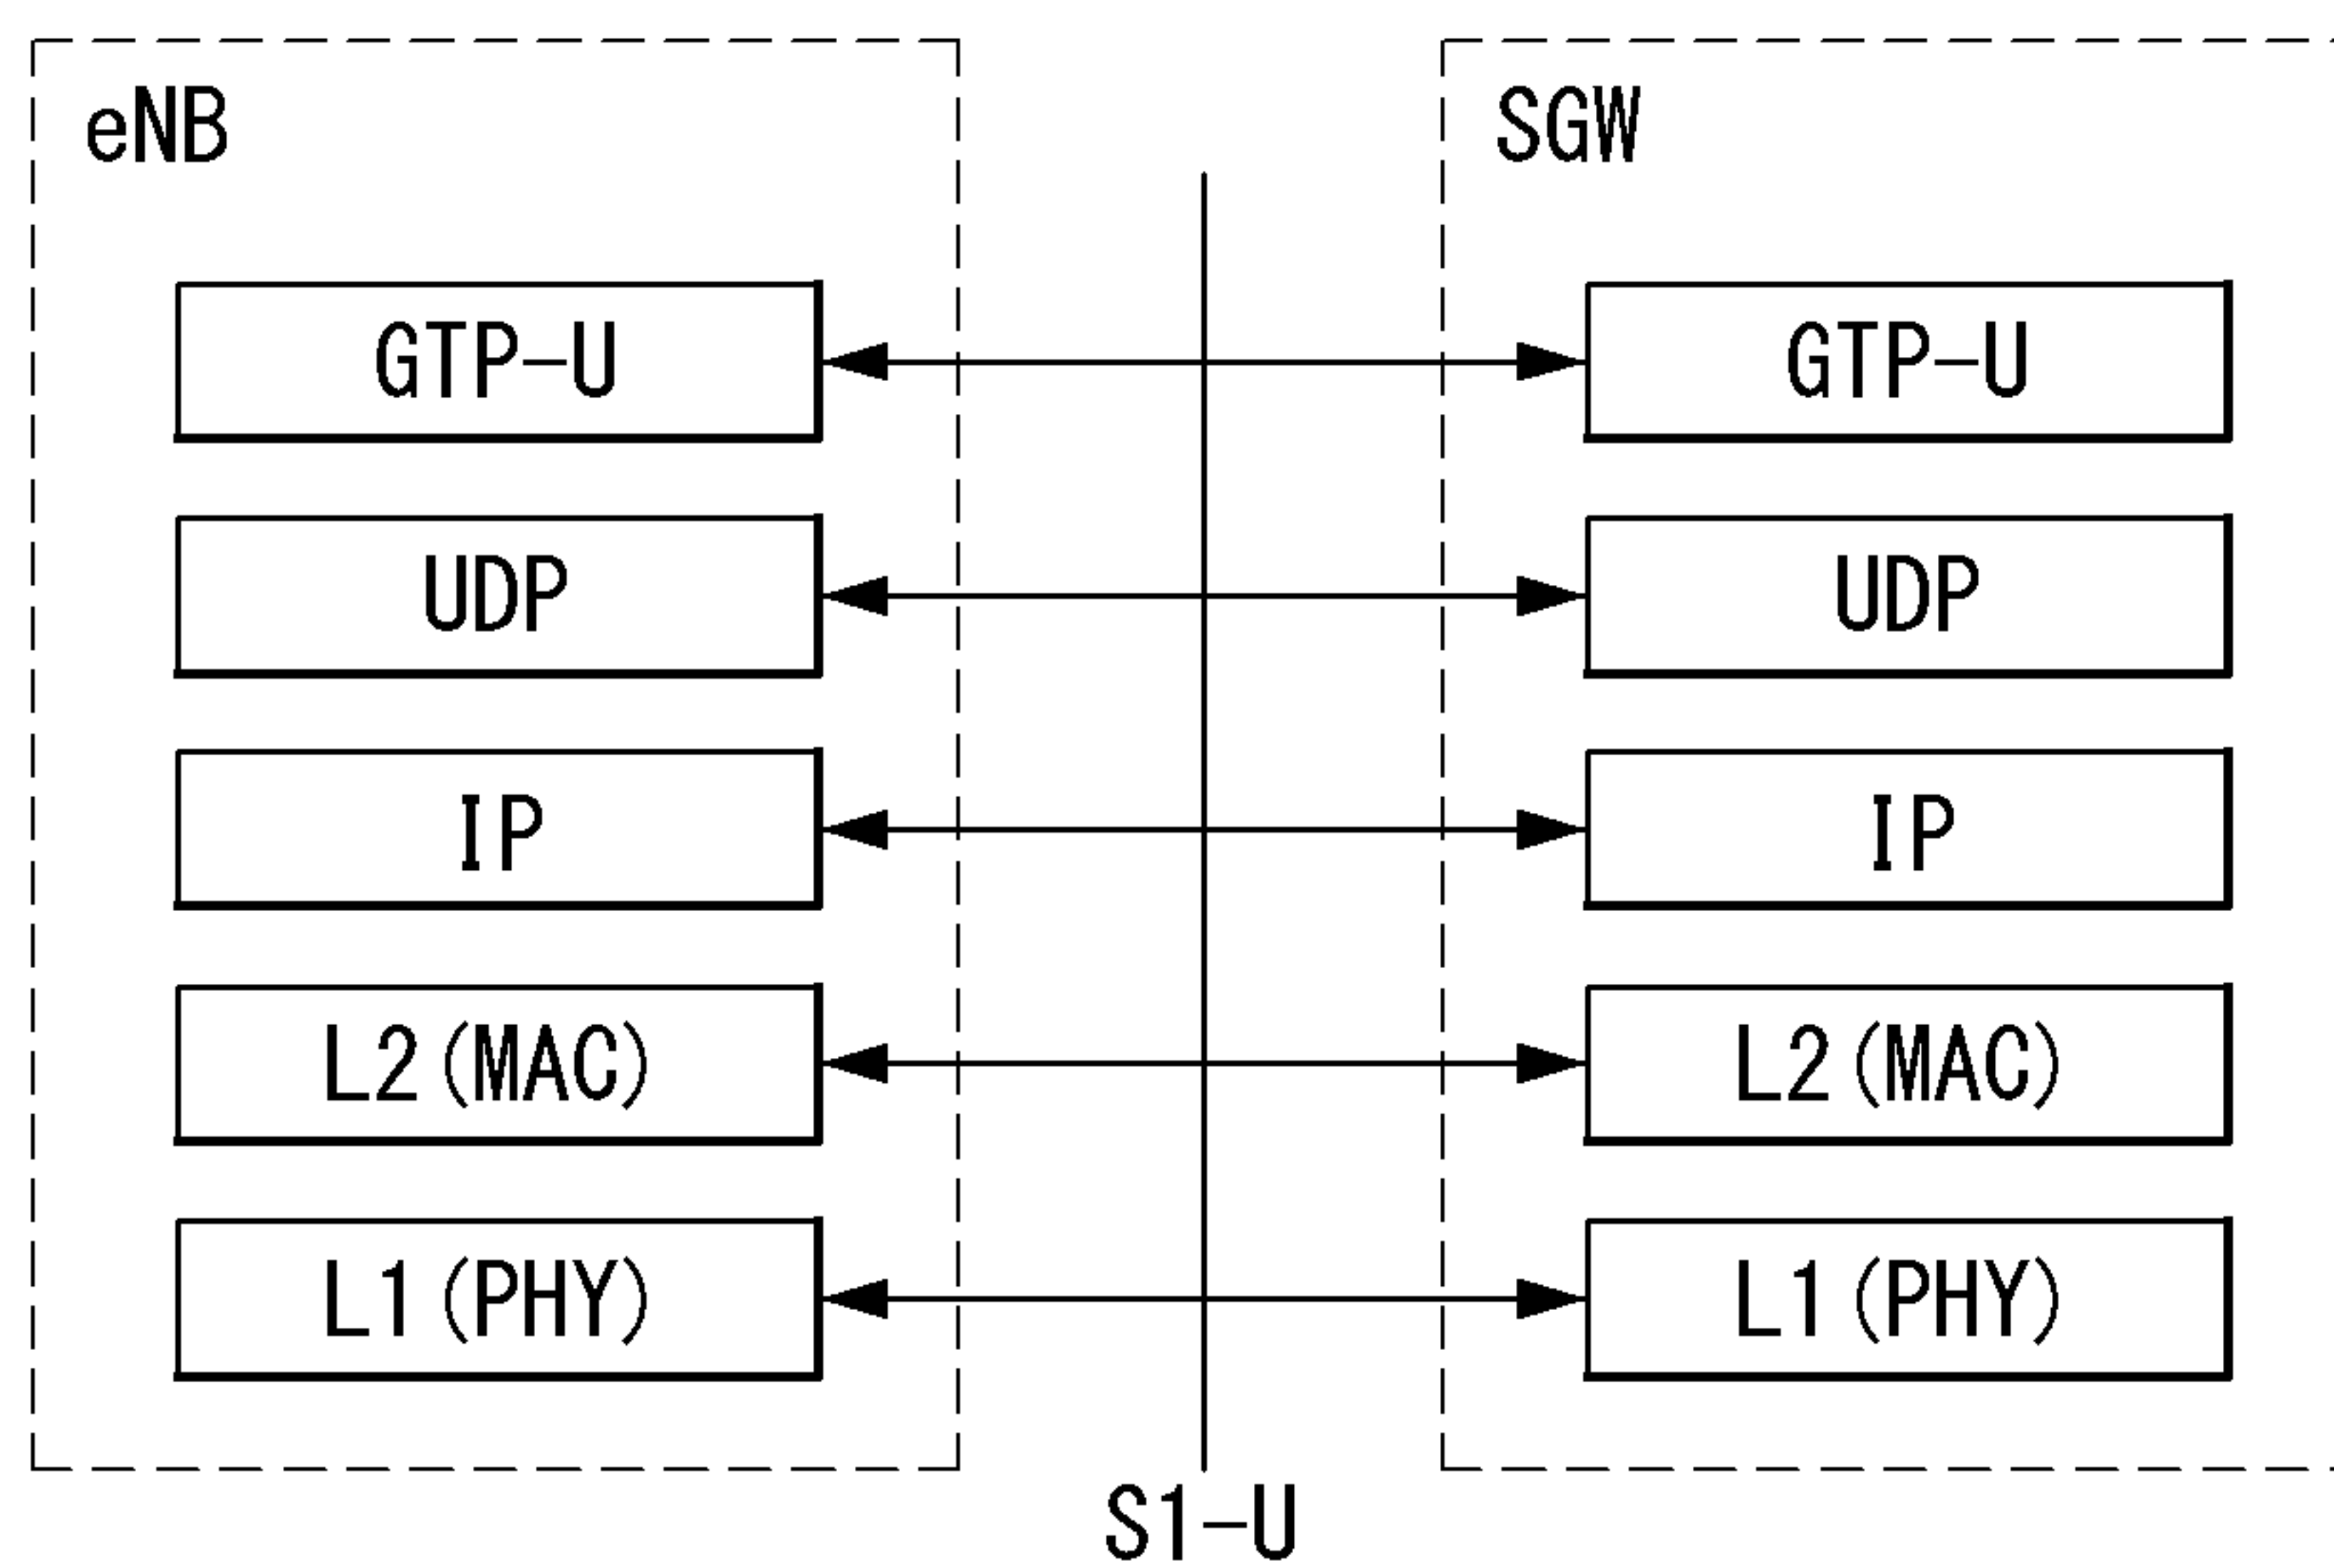 eNB
SGW
GTP-U
GTP-U
UDP
UDP
IP
IP
L2(MAC)
L2(MAC)
L1(PHY)
L1(PHY)
S1-U